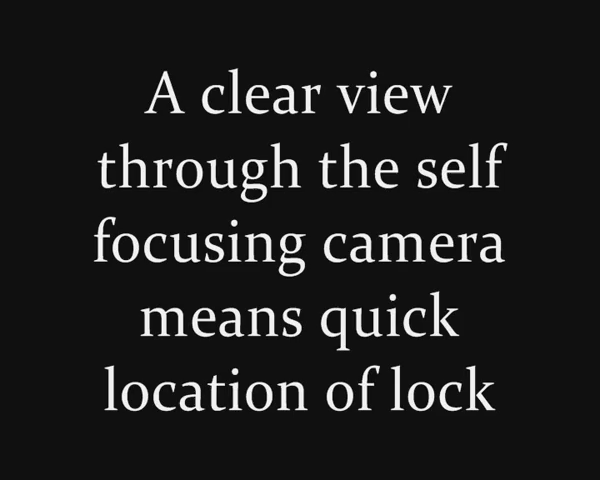 A clear view
through the self
focusing camera
means quick
location of lock